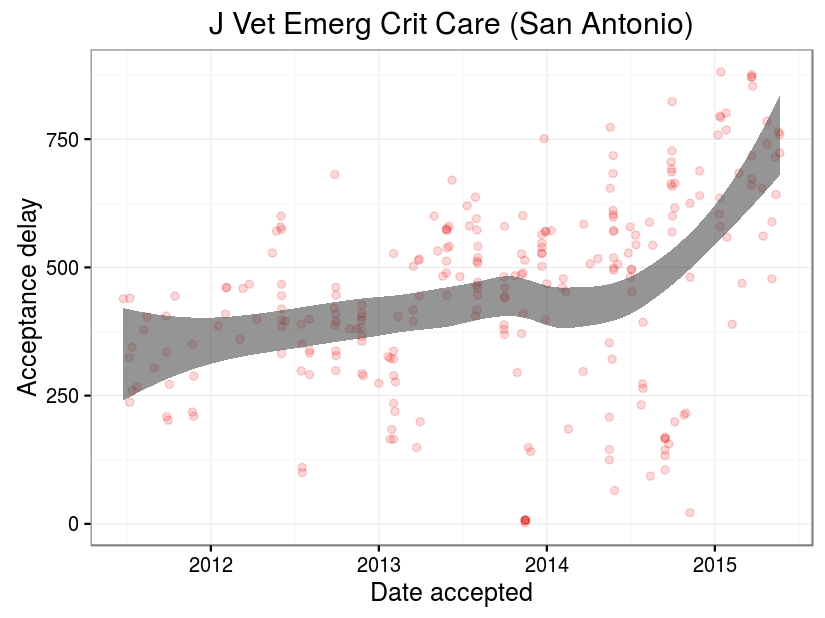 J Vet Emerg Crit Care (San Antonio)
Acceptance delay
750
500
250
0
2012 2013 2014 2015
Date accepted